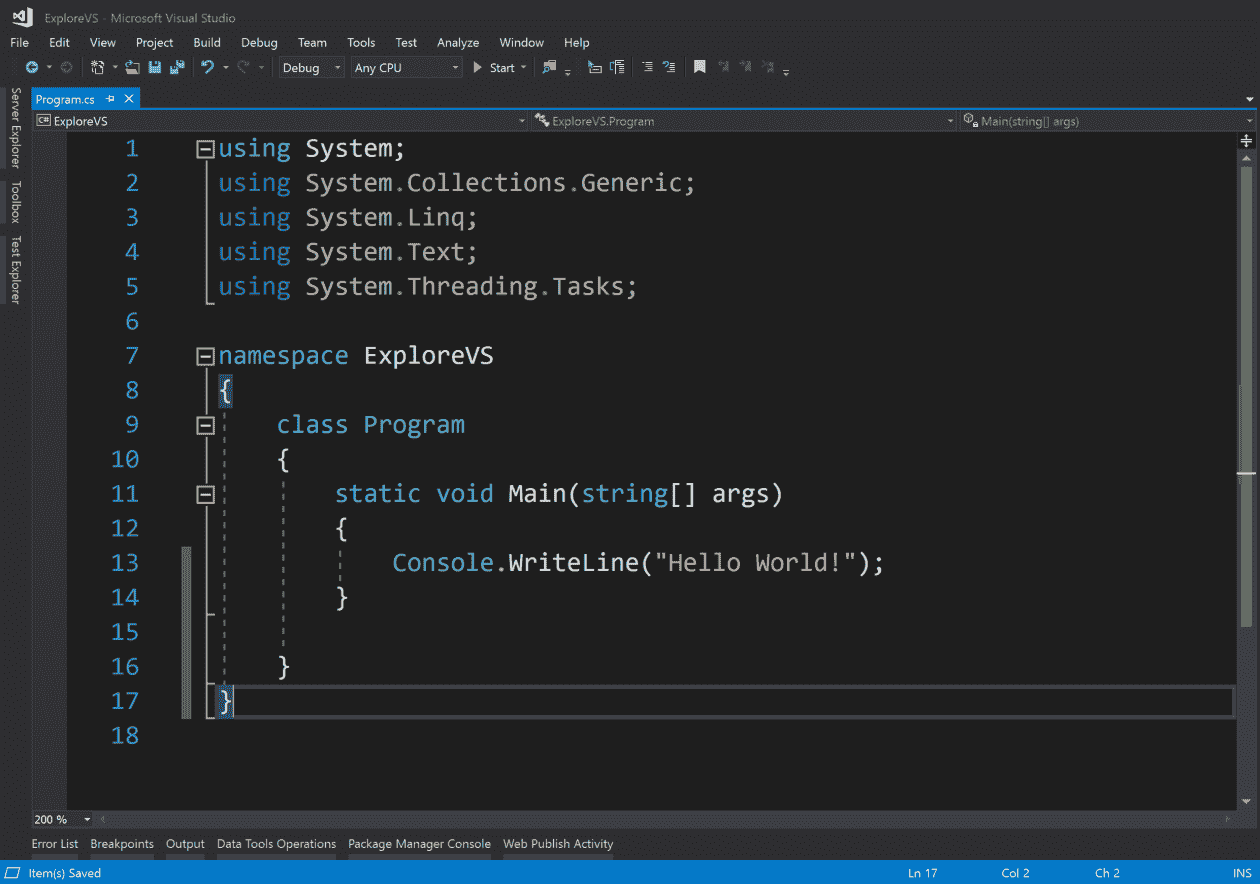 ExploreVS - Microsoft Visual Studio
File Edit View Project Build Debug Team Tools Test Analyze Window Help
Debug Any CPU Start
Server Explorer
Toolbox
Test Explorer
Program.cs
C# ExploreVS ExploreVS.Program Main(string[] args)
1 using System;
2 using System.Collections.Generic;
3 using System.Linq;
4 using System.Text;
5 using System.Threading.Tasks;
6
7 namespace ExploreVS
8 {
9 class Program
10 {
11 static void Main(string[] args)
12 {
13 Console.WriteLine("Hello World!");
14 }
15
16 }
17 }
18
200 %
Error List Breakpoints Output Data Tools Operations Package Manager Console Web Publish Activity
Item(s) Saved Ln 17 Col 2 Ch 2 INS